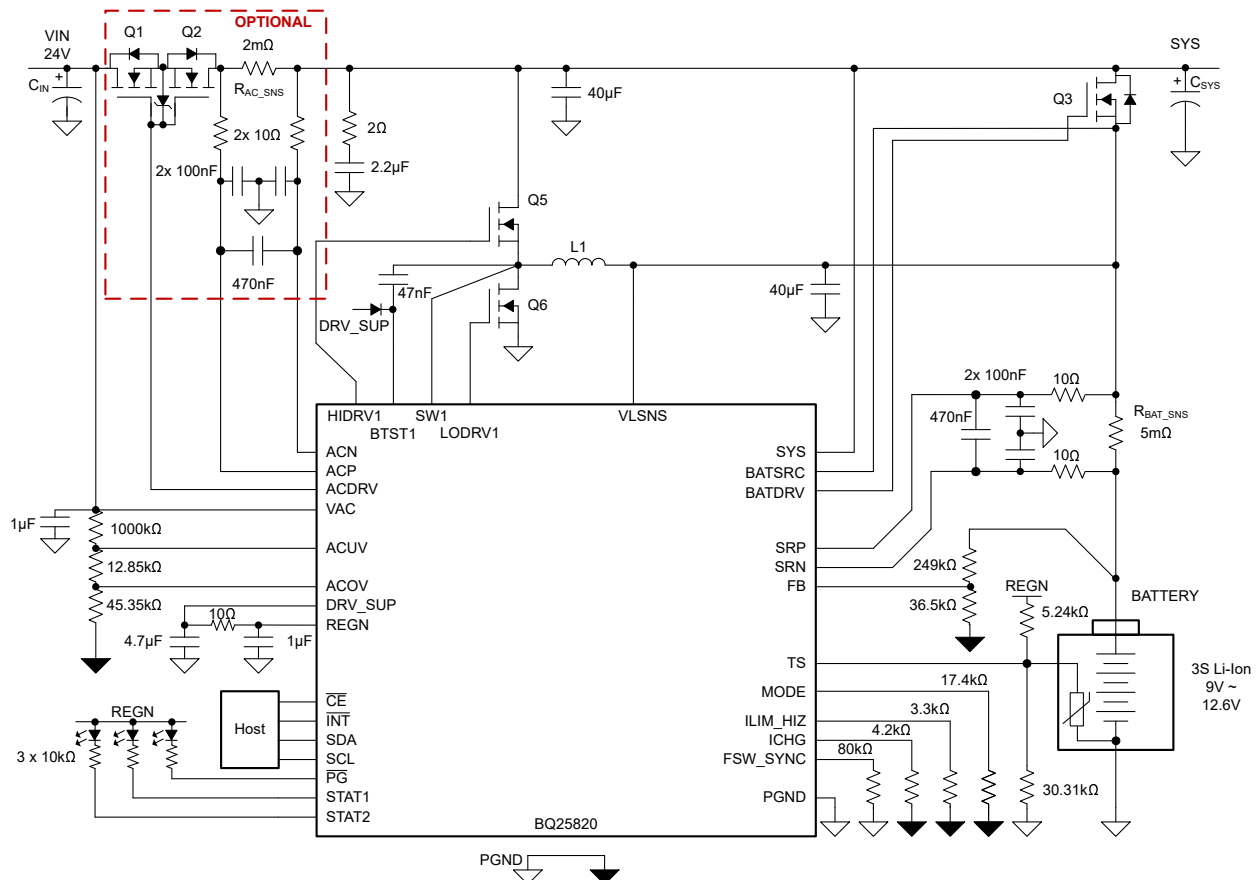 OPTIONAL
VIN
24V
Q1
Q2
2mΩ
R_AC_SNS
SYS
C_IN
+
40µF
Q3
+
C_SYS
2Ω
2x 10Ω
2x 100nF
2.2µF
Q5
L1
470nF
47nF
Q6
40µF
DRV_SUP
2x 100nF
10Ω
470nF
R_BAT_SNS
5mΩ
10Ω
HIDRV1
BTST1
SW1
LODRV1
VLSNS
ACN
ACP
ACDRV
VAC
ACUV
ACOV
DRV_SUP
REGN
CE
INT
SDA
SCL
PG
STAT1
STAT2
SYS
BATSRC
BATDRV
SRP
SRN
FB
TS
MODE
ILIM_HIZ
ICHG
FSW_SYNC
PGND
BQ25820
1µF
1000kΩ
12.85kΩ
45.35kΩ
10Ω
4.7µF
1µF
REGN
3 x 10kΩ
Host
249kΩ
36.5kΩ
REGN
5.24kΩ
BATTERY
3S Li-Ion
9V ~
12.6V
17.4kΩ
3.3kΩ
4.2kΩ
80kΩ
30.31kΩ
PGND